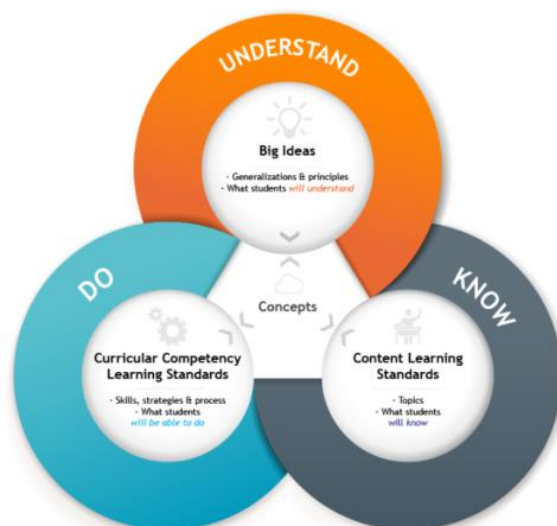 UNDERSTAND
Big Ideas
- Generalizations & principles
- What students will understand
DO
KNOW
Concepts
Curricular Competency
Learning Standards
- Skills, strategies & process
- What students
will be able to do
Content Learning
Standards
- Topics
- What students
will know